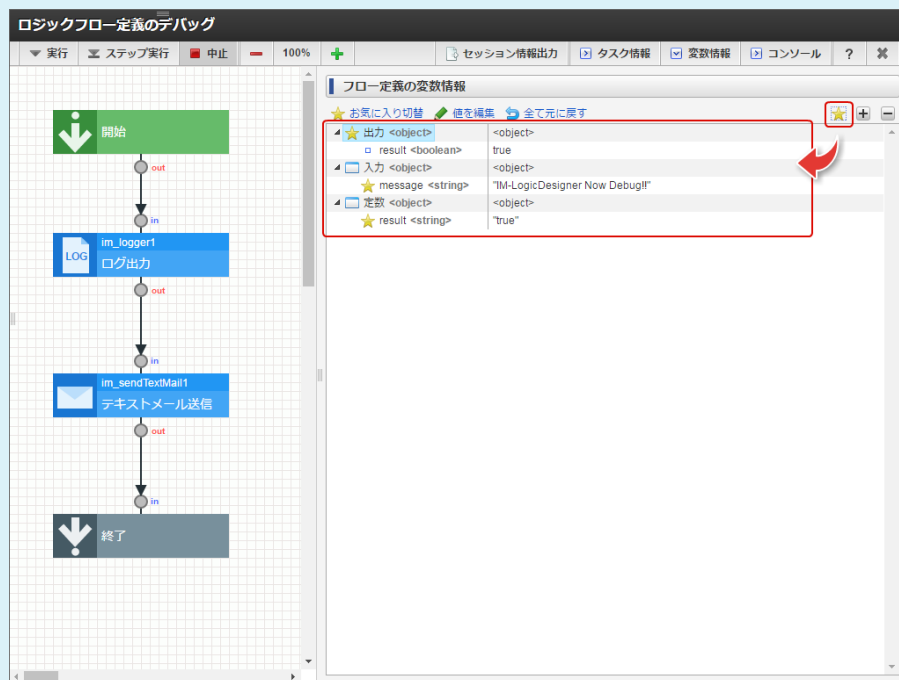 ロジックフロー定義のデバッグ
実行 ステップ実行 中止 100% セッション情報出力 タスク情報 変数情報 コンソール ?
フロー定義の変数情報
お気に入り切替 値を編集 全て元に戻す
出力 <object> <object>
result <boolean> true
入力 <object> <object>
message <string> "IM-LogicDesigner Now Debug!!"
定数 <object> <object>
result <string> "true"
開始
out
in
im_logger1
LOG
ログ出力
out
in
im_sendTextMail1
テキストメール送信
out
in
終了